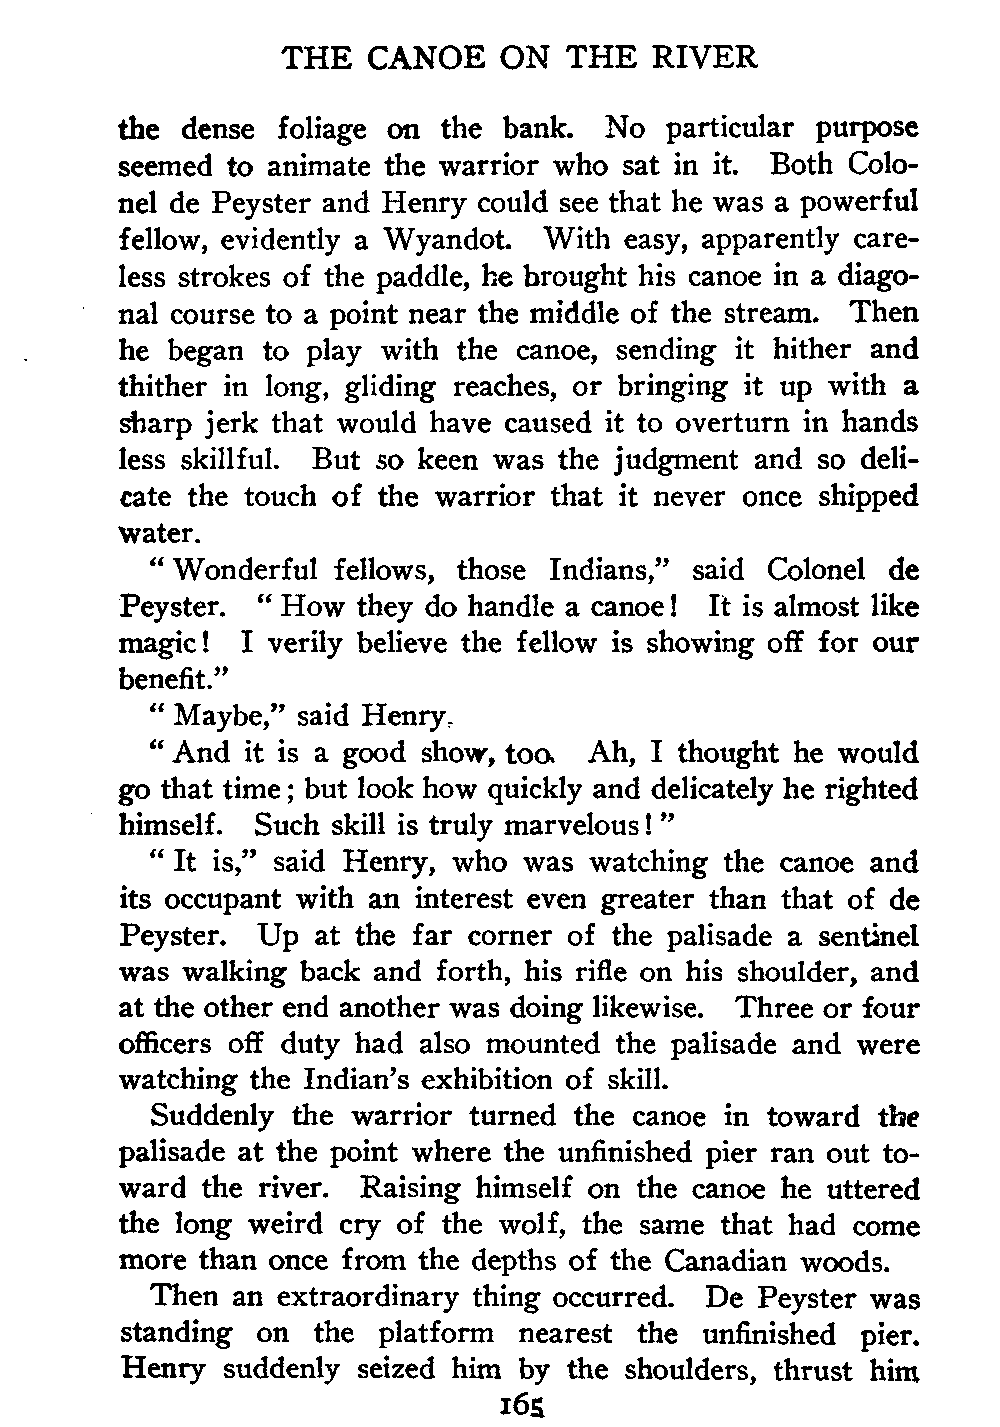 THE CANOE ON THE RIVER
the dense foliage on the bank. No particular purpose
seemed to animate the warrior who sat in it. Both Colo-
nel de Peyster and Henry could see that he was a powerful
fellow, evidently a Wyandot. With easy, apparently care-
less strokes of the paddle, he brought his canoe in a diago-
nal course to a point near the middle of the stream. Then
he began to play with the canoe, sending it hither and
thither in long, gliding reaches, or bringing it up with a
sharp jerk that would have caused it to overturn in hands
less skillful. But so keen was the judgment and so deli-
cate the touch of the warrior that it never once shipped
water.
“Wonderful fellows, those Indians,” said Colonel de
Peyster. “How they do handle a canoe! It is almost like
magic! I verily believe the fellow is showing off for our
benefit.”
“Maybe,” said Henry.
“And it is a good show, too. Ah, I thought he would
go that time; but look how quickly and delicately he righted
himself. Such skill is truly marvelous!”
“It is,” said Henry, who was watching the canoe and
its occupant with an interest even greater than that of de
Peyster. Up at the far corner of the palisade a sentinel
was walking back and forth, his rifle on his shoulder, and
at the other end another was doing likewise. Three or four
officers off duty had also mounted the palisade and were
watching the Indian’s exhibition of skill.
Suddenly the warrior turned the canoe in toward the
palisade at the point where the unfinished pier ran out to-
ward the river. Raising himself on the canoe he uttered
the long weird cry of the wolf, the same that had come
more than once from the depths of the Canadian woods.
Then an extraordinary thing occurred. De Peyster was
standing on the platform nearest the unfinished pier.
Henry suddenly seized him by the shoulders, thrust him
165